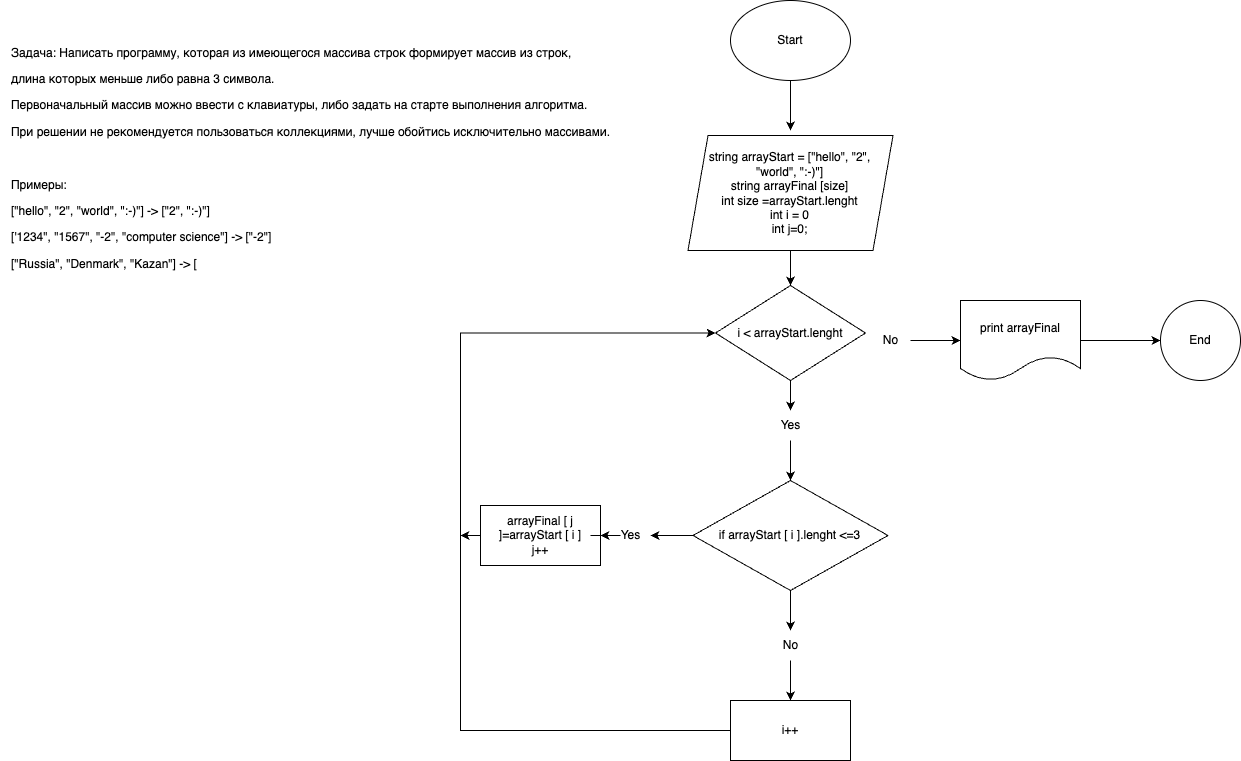 Задача: Написать программу, которая из имеющегося массива строк формирует массив из строк,
длина которых меньше либо равна 3 символа.
Первоначальный массив можно ввести с клавиатуры, либо задать на старте выполнения алгоритма.
При решении не рекомендуется пользоваться коллекциями, лучше обойтись исключительно массивами.
Примеры:
["hello", "2", "world", ":-)"] -> ["2", ":-)"]
['1234", "1567", "-2", "computer science"] -> ["-2"]
["Russia", "Denmark", "Kazan"] -> [
Start
string arrayStart = ["hello", "2",
"world", ":-)"]
string arrayFinal [size]
int size =arrayStart.lenght
int i = 0
int j=0;
i < arrayStart.lenght
No
print arrayFinal
End
Yes
if arrayStart [ i ].lenght <=3
Yes
arrayFinal [ j
]=arrayStart [ i ]
j++
No
i++